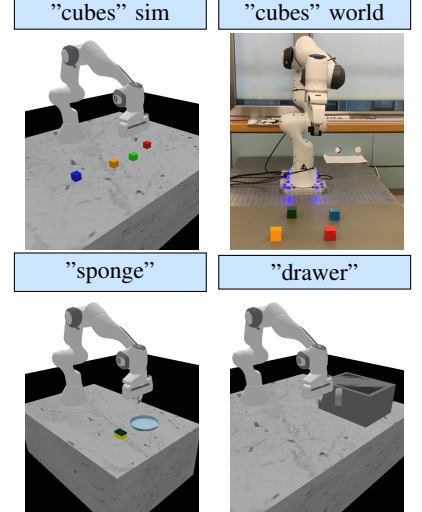 ”cubes” sim
”cubes” world
”sponge”
”drawer”